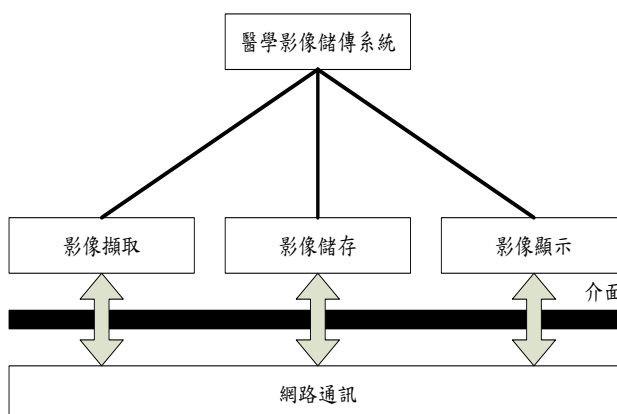 醫學影像儲傳系統
影像擷取
影像儲存
影像顯示
介面
網路通訊